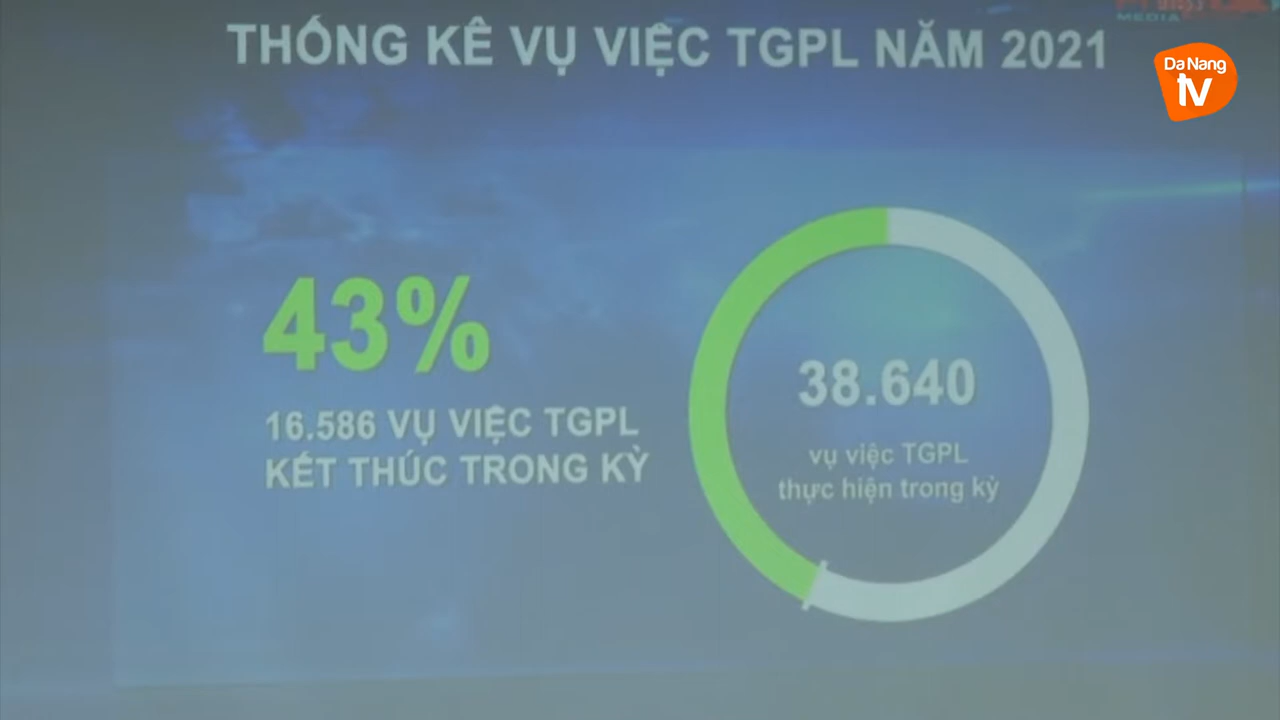 THỐNG KÊ VỤ VIỆC TGPL NĂM 2021
MEDIA
Da Nang
tv
43%
16.586 VỤ VIỆC TGPL
KẾT THÚC TRONG KỲ
38.640
vụ việc TGPL
thực hiện trong kỳ